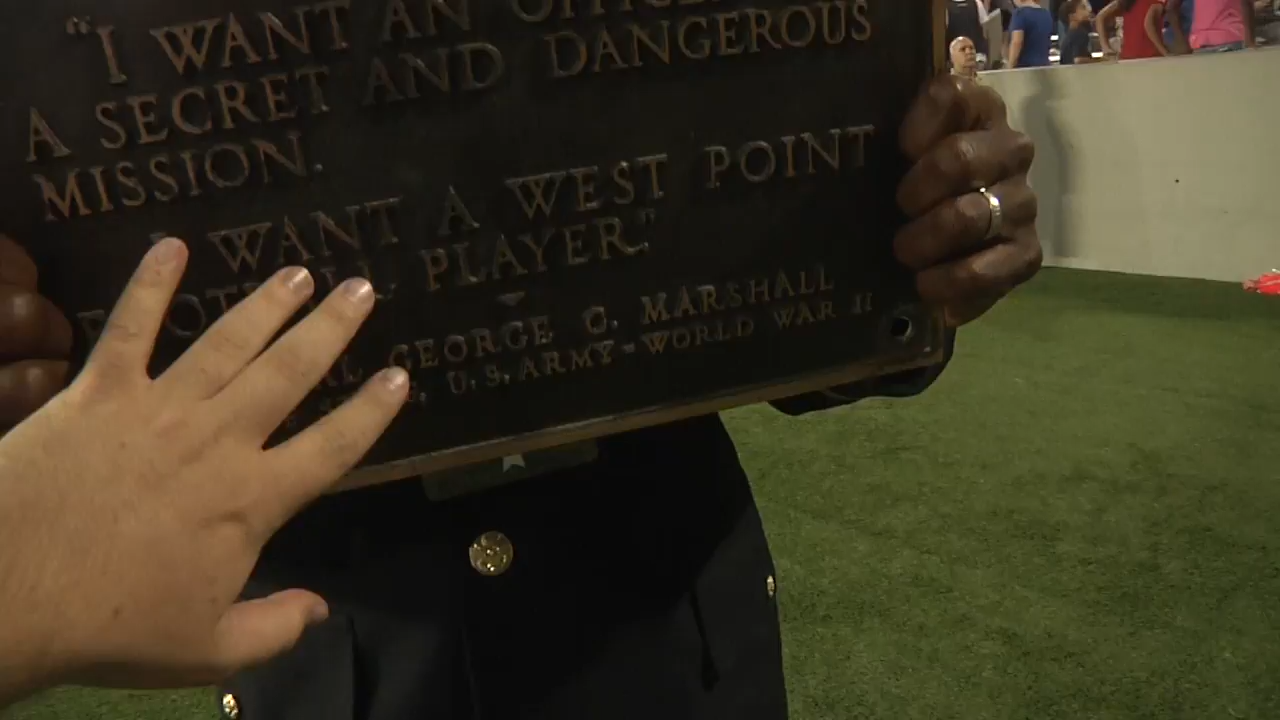 "I WANT AN
A SECRET AND DANGEROUS
MISSION.
I WANT A WEST POINT
PLAYER."
GEORGE C. MARSHALL
U.S. ARMY-WORLD WAR II